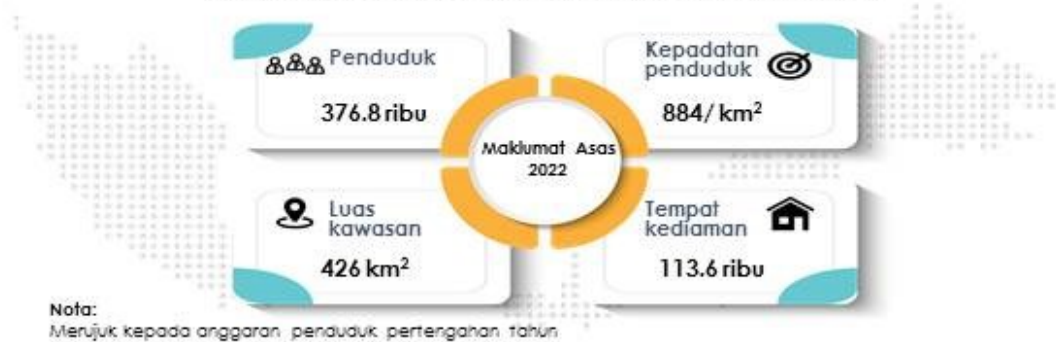 Penduduk
376.8 ribu
Kepadatan
penduduk
884/ km²
Maklumat Asas
2022
Luas
kawasan
426 km²
Tempat
kediaman
113.6 ribu
Nota:
Merujuk kepada anggaran penduduk pertengahan tahun